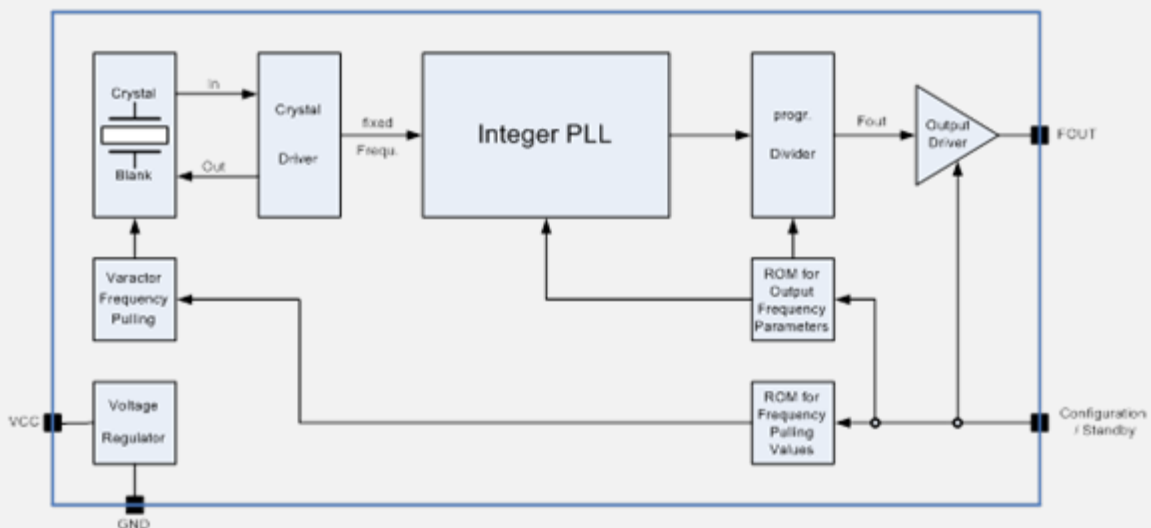 Crystal
Blank
In
Out
Crystal
Driver
fixed
Frequ.
Integer PLL
progr.
Divider
Fout
Output
Driver
FOUT
Varactor
Frequency
Pulling
ROM for
Output
Frequency
Parameters
VCC
Voltage
Regulator
GND
ROM for
Frequency
Pulling
Values
Configuration
/ Standby